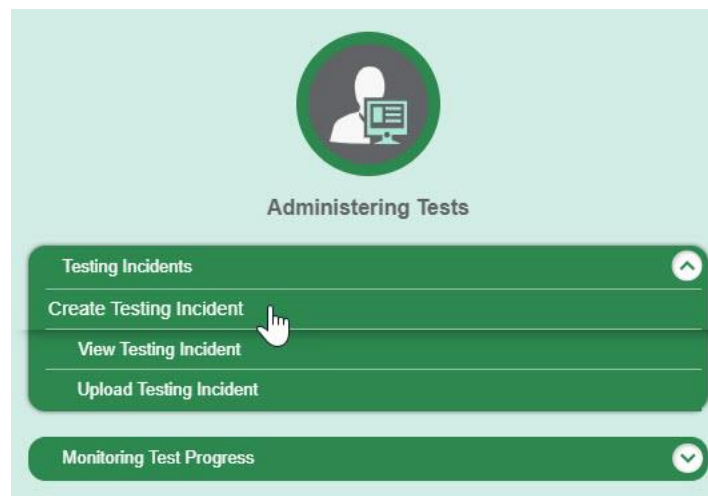 Administering Tests
Testing Incidents
Create Testing Incident
View Testing Incident
Upload Testing Incident
Monitoring Test Progress